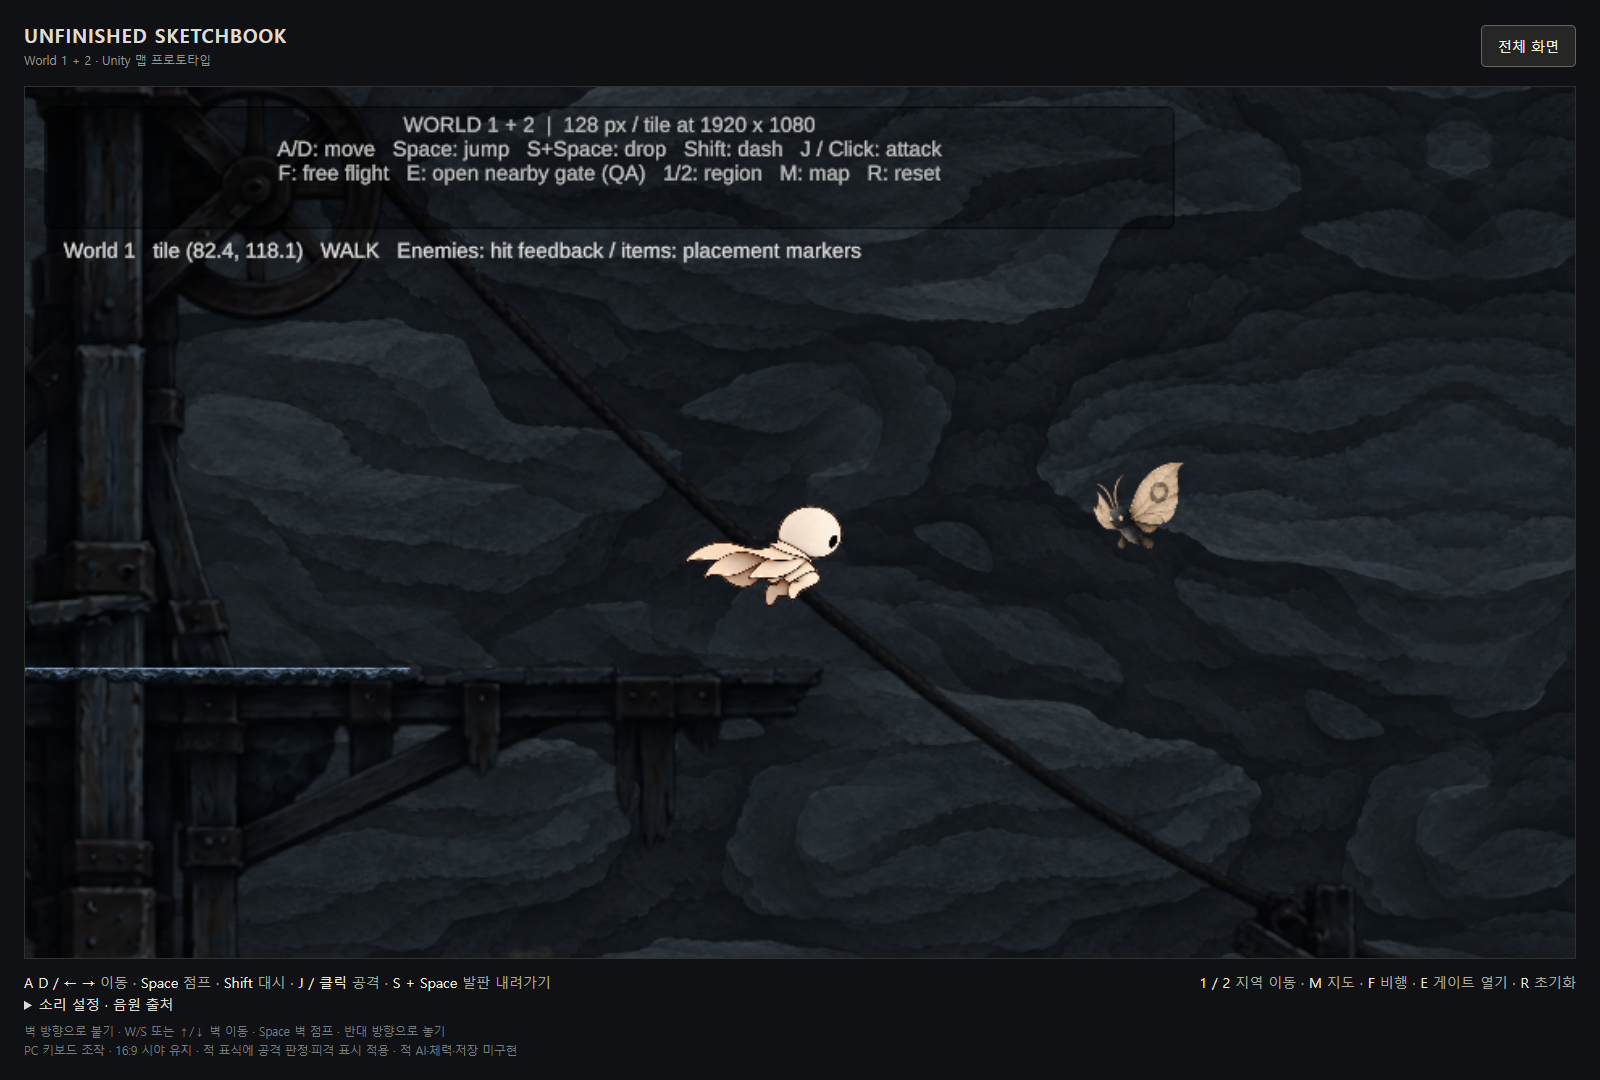 UNFINISHED SKETCHBOOK
World 1 + 2 · Unity 맵 프로토타입
전체 화면
WORLD 1 + 2 | 128 px / tile at 1920 x 1080
A/D: move Space: jump S+Space: drop Shift: dash J / Click: attack
F: free flight E: open nearby gate (QA) 1/2: region M: map R: reset
World 1 tile (82.4, 118.1) WALK Enemies: hit feedback / items: placement markers
A D / ← → 이동 · Space 점프 · Shift 대시 · J / 클릭 공격 · S + Space 발판 내려가기
1 / 2 지역 이동 · M 지도 · F 비행 · E 게이트 열기 · R 초기화
▶ 소리 설정 · 음원 출처
벽 방향으로 붙기 · W/S 또는 ↑/↓ 벽 이동 · Space 벽 점프 · 반대 방향으로 놓기
PC 키보드 조작 · 16:9 시야 유지 · 적 표식에 공격 판정·피격 표시 적용 · 적 AI·체력·저장 미구현